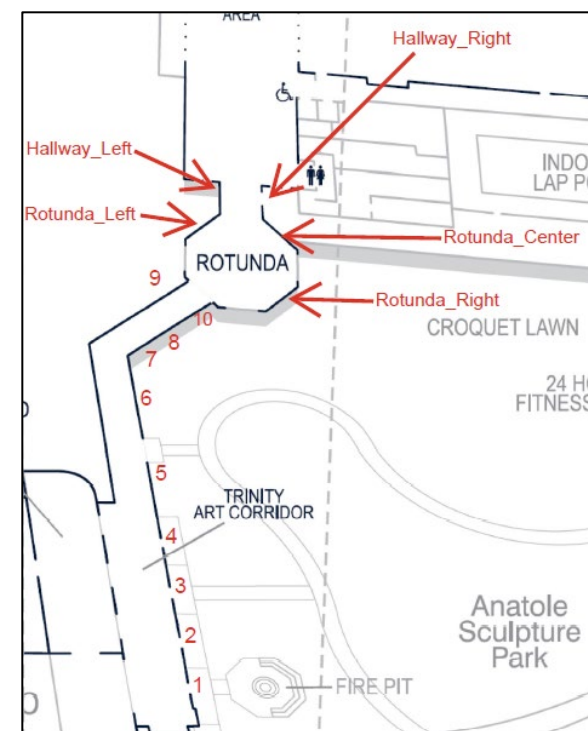 AREA
Hallway_Right
Hallway_Left
INDO
LAP PO
Rotunda_Left
Rotunda_Center
ROTUNDA
9
Rotunda_Right
10
CROQUET LAWN
8
7
6
24 HO
FITNESS
5
TRINITY
ART CORRIDOR
4
3
Anatole
Sculpture
Park
2
1
FIRE PIT